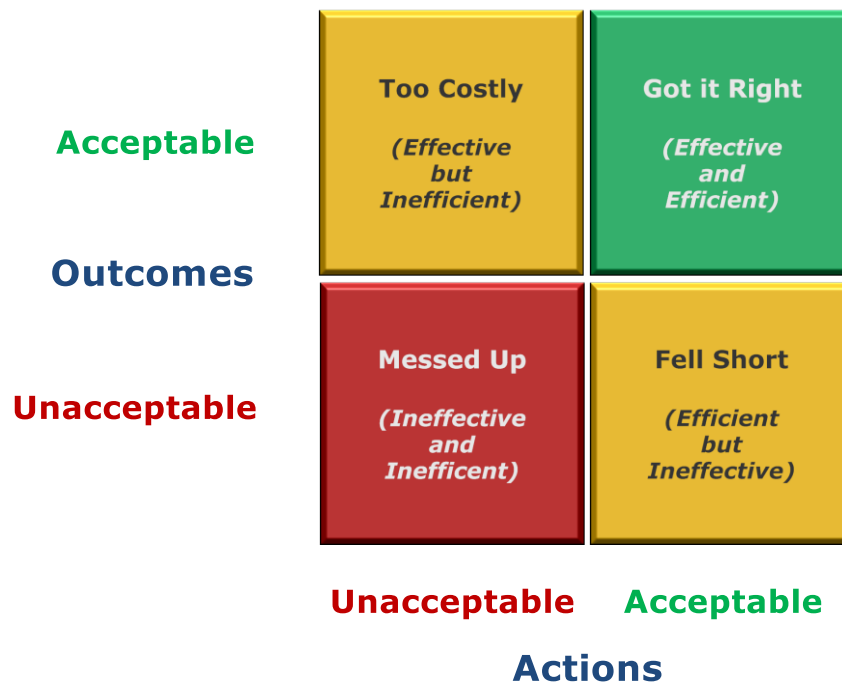 Too Costly
(Effective
but
Inefficient)
Got it Right
(Effective
and
Efficient)
Acceptable
Outcomes
Messed Up
(Ineffective
and
Inefficent)
Fell Short
(Efficient
but
Ineffective)
Unacceptable
Unacceptable
Acceptable
Actions